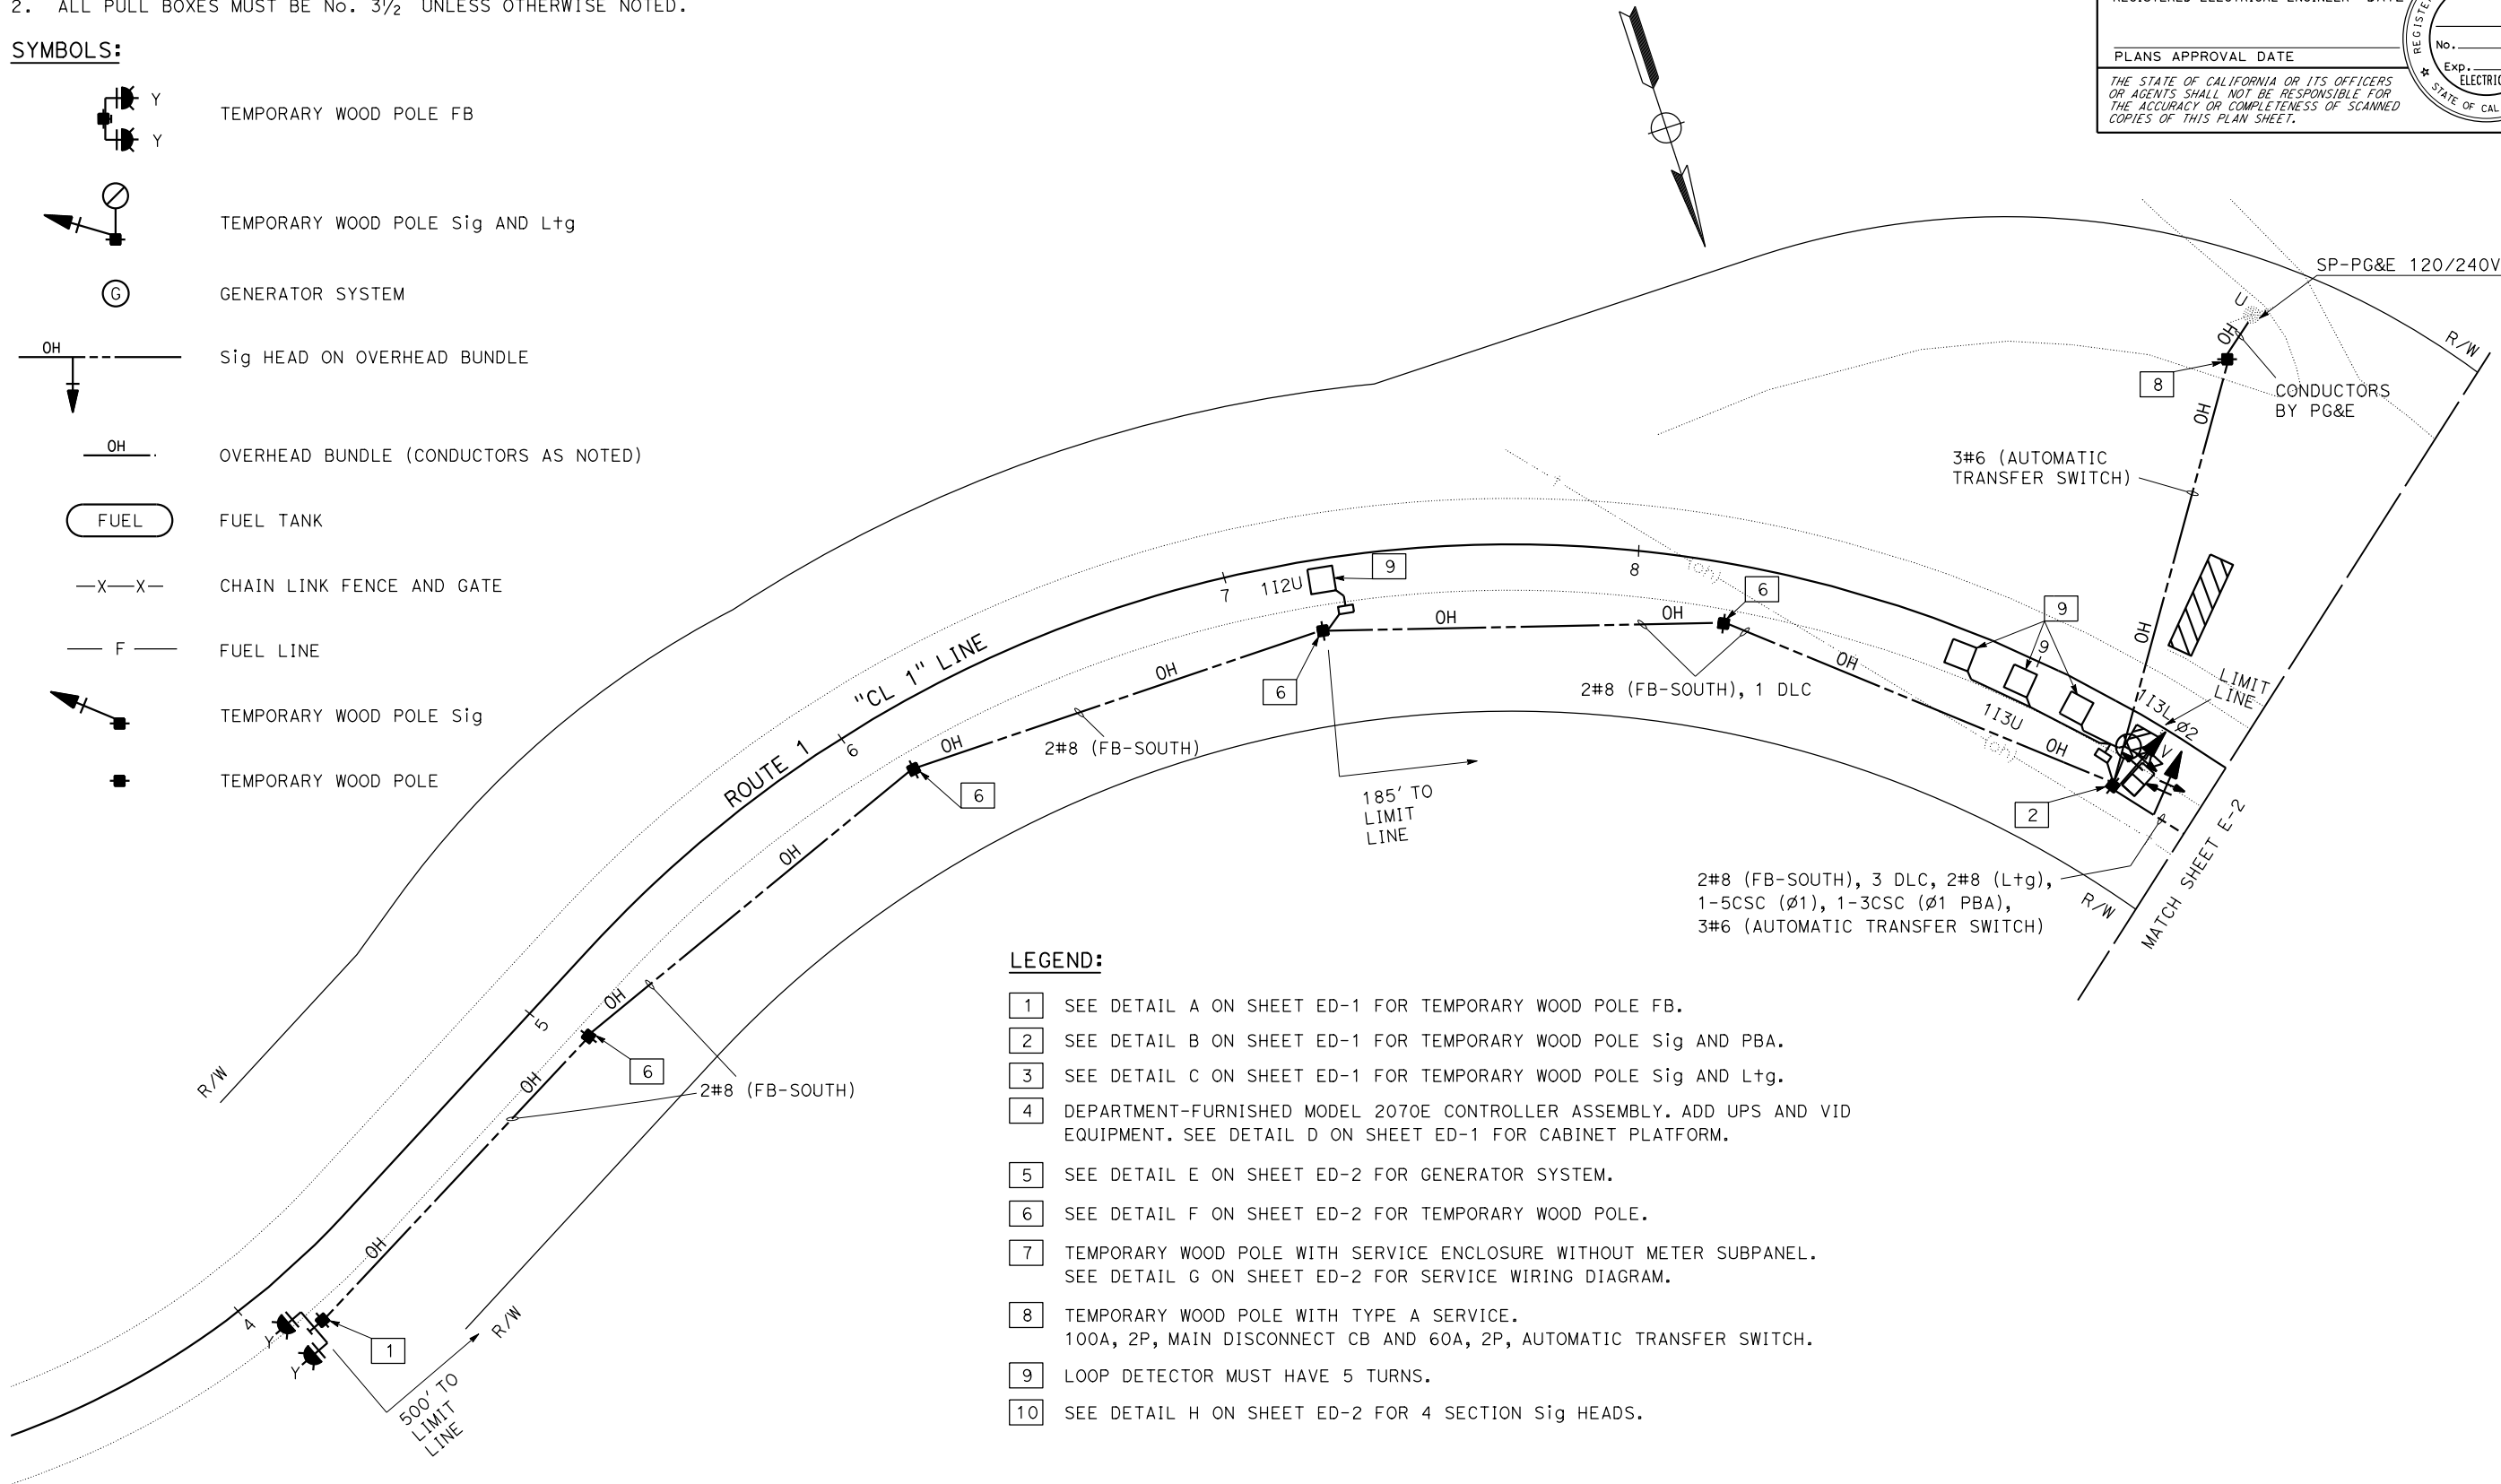 2. ALL PULL BOXES MUST BE No. 3½ UNLESS OTHERWISE NOTED.
SYMBOLS:
Y
Y
TEMPORARY WOOD POLE FB
TEMPORARY WOOD POLE Sig AND Ltg
G
GENERATOR SYSTEM
OH
Sig HEAD ON OVERHEAD BUNDLE
OH
OVERHEAD BUNDLE (CONDUCTORS AS NOTED)
FUEL
FUEL TANK
X X
CHAIN LINK FENCE AND GATE
F
FUEL LINE
TEMPORARY WOOD POLE Sig
TEMPORARY WOOD POLE
PLANS APPROVAL DATE
THE STATE OF CALIFORNIA OR ITS OFFICERS
OR AGENTS SHALL NOT BE RESPONSIBLE FOR
THE ACCURACY OR COMPLETENESS OF SCANNED
COPIES OF THIS PLAN SHEET.
No.
Exp.
STATE OF CAL
SP-PG&E 120/240V
U
OH
R/W
8
CONDUCTORS
BY PG&E
OH
3#6 (AUTOMATIC
TRANSFER SWITCH)
OH
LIMIT
LINE
(oh)
(oh)
8
7
1I2U
9
6
OH
OH
9
9
OH
1I3U
OH
1I3L
Ø2
V
2
2#8 (FB-SOUTH), 1 DLC
6
OH
OH
2#8 (FB-SOUTH)
185' TO
LIMIT
LINE
"CL 1" LINE
ROUTE 1
6
6
OH
2#8 (FB-SOUTH), 3 DLC, 2#8 (Ltg),
1-5CSC (Ø1), 1-3CSC (Ø1 PBA),
3#6 (AUTOMATIC TRANSFER SWITCH)
R/W
MATCH SHEET E-2
OH
5
6
OH
2#8 (FB-SOUTH)
R/W
OH
4
Y
Y
1
R/W
500' TO
LIMIT
LINE
LEGEND:
1 SEE DETAIL A ON SHEET ED-1 FOR TEMPORARY WOOD POLE FB.
2 SEE DETAIL B ON SHEET ED-1 FOR TEMPORARY WOOD POLE Sig AND PBA.
3 SEE DETAIL C ON SHEET ED-1 FOR TEMPORARY WOOD POLE Sig AND Ltg.
4 DEPARTMENT-FURNISHED MODEL 2070E CONTROLLER ASSEMBLY. ADD UPS AND VID
EQUIPMENT. SEE DETAIL D ON SHEET ED-1 FOR CABINET PLATFORM.
5 SEE DETAIL E ON SHEET ED-2 FOR GENERATOR SYSTEM.
6 SEE DETAIL F ON SHEET ED-2 FOR TEMPORARY WOOD POLE.
7 TEMPORARY WOOD POLE WITH SERVICE ENCLOSURE WITHOUT METER SUBPANEL.
SEE DETAIL G ON SHEET ED-2 FOR SERVICE WIRING DIAGRAM.
8 TEMPORARY WOOD POLE WITH TYPE A SERVICE.
100A, 2P, MAIN DISCONNECT CB AND 60A, 2P, AUTOMATIC TRANSFER SWITCH.
9 LOOP DETECTOR MUST HAVE 5 TURNS.
10 SEE DETAIL H ON SHEET ED-2 FOR 4 SECTION Sig HEADS.